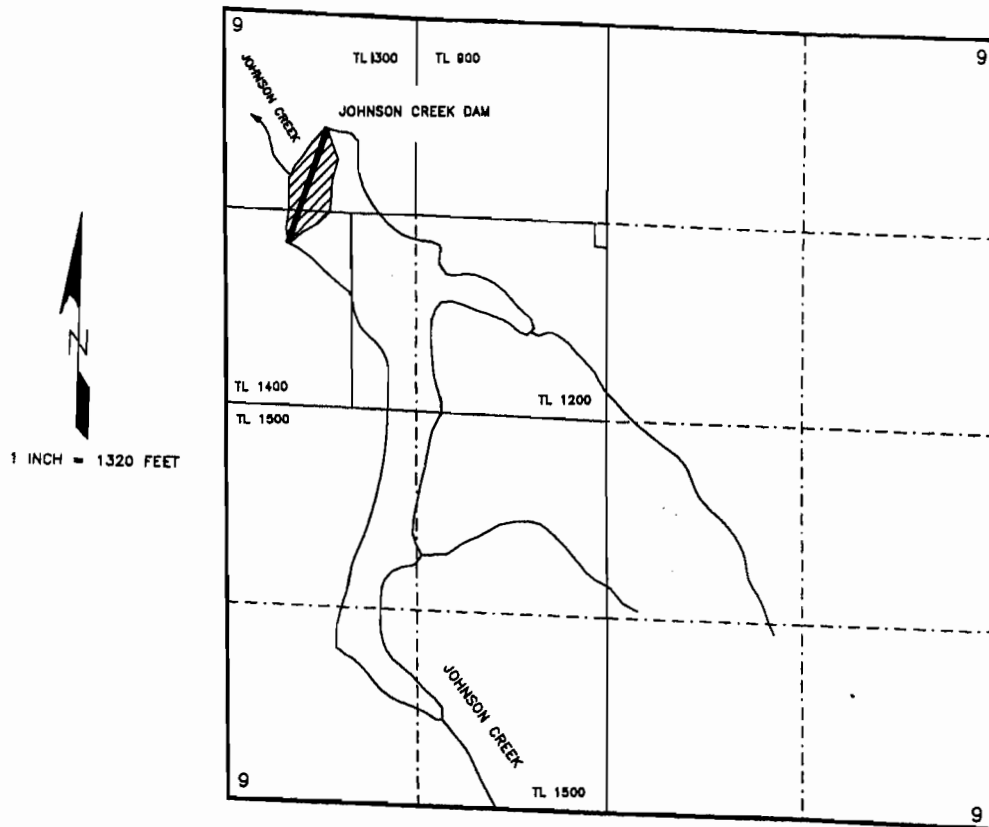 9
9
TL 1300
TL 900
JOHNSON CREEK
JOHNSON CREEK DAM
N
TL 1400
TL 1200
TL 1500
1 INCH = 1320 FEET
JOHNSON CREEK
9
TL 1500
9